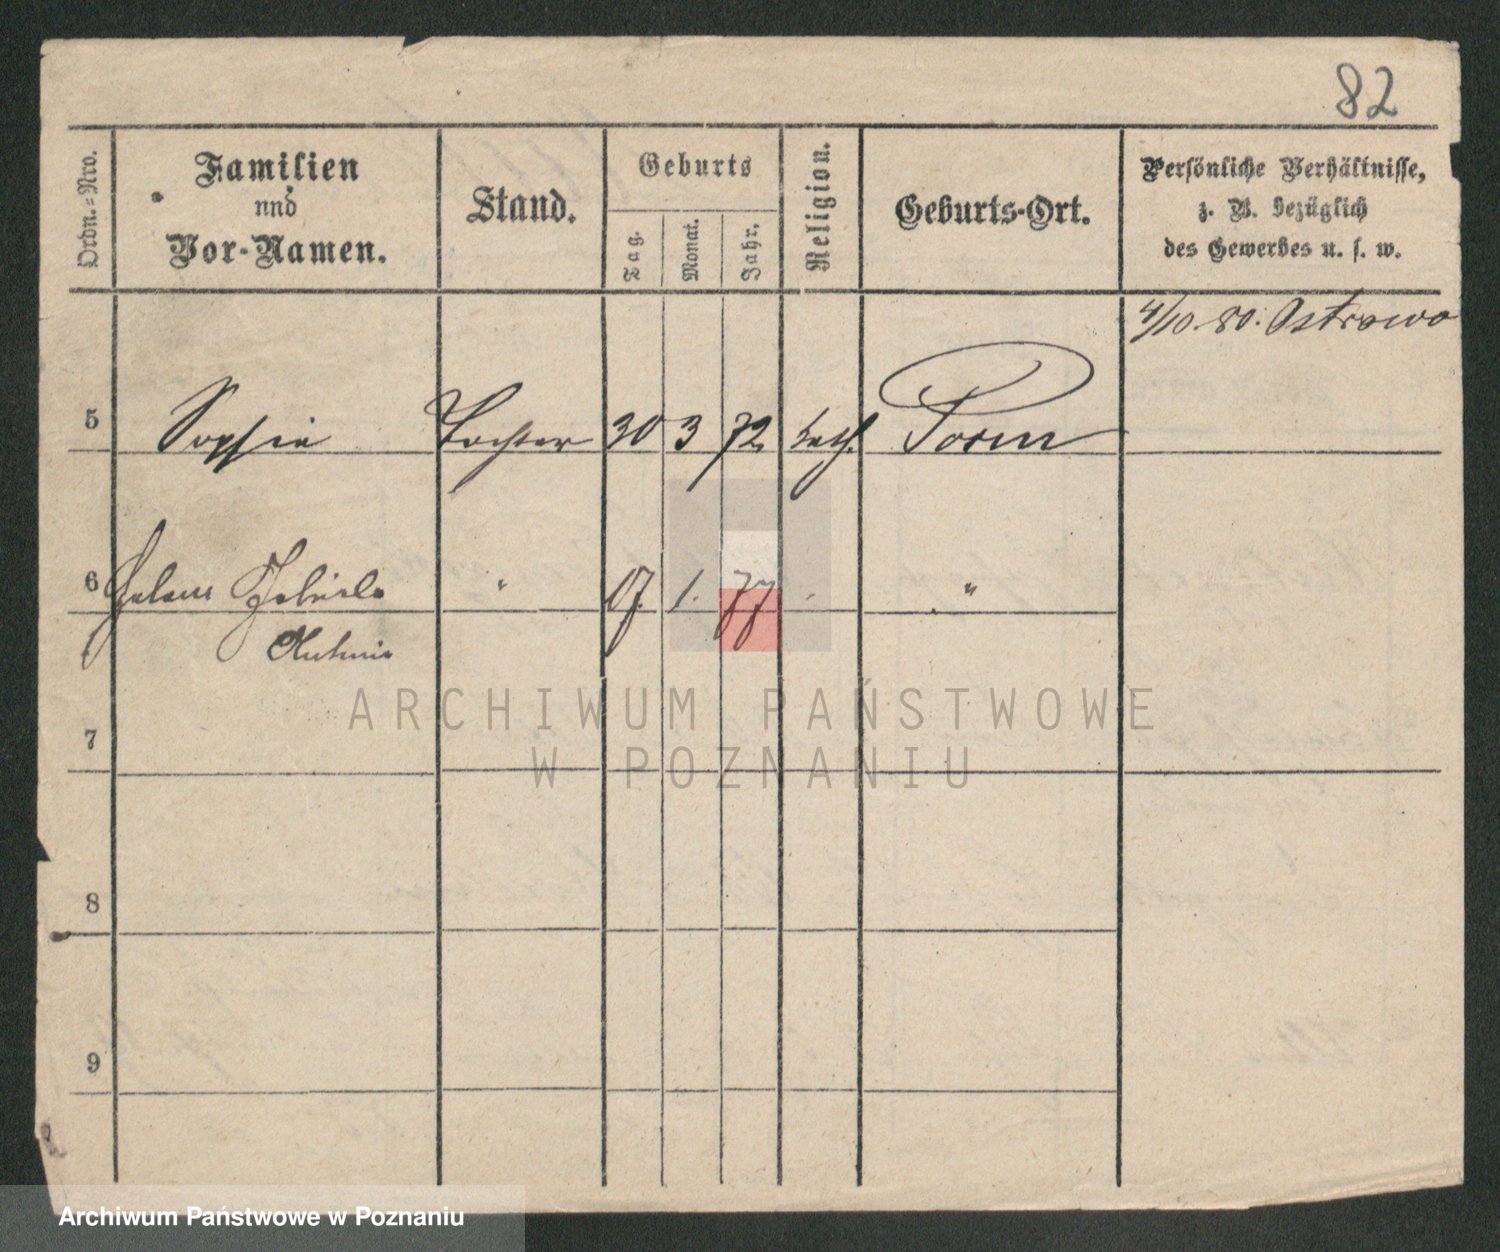 82
Ordn.-Nro.
Familien
und
Vor-Namen.
Stand.
Geburts
Tag.
Monat.
Jahr.
Religion.
Geburts-Ort.
Persönliche Verhältnisse,
z. B. bezüglich
des Gewerbes u. s. w.
4/10. 80. Ostrowo
5 Sophie Tochter 30 3 72 kath. Posen
6 Helene " 17. 1. 77 "
7
8
9
ARCHIWUM PAŃSTWOWE
W POZNANIU
Archiwum Państwowe w Poznaniu